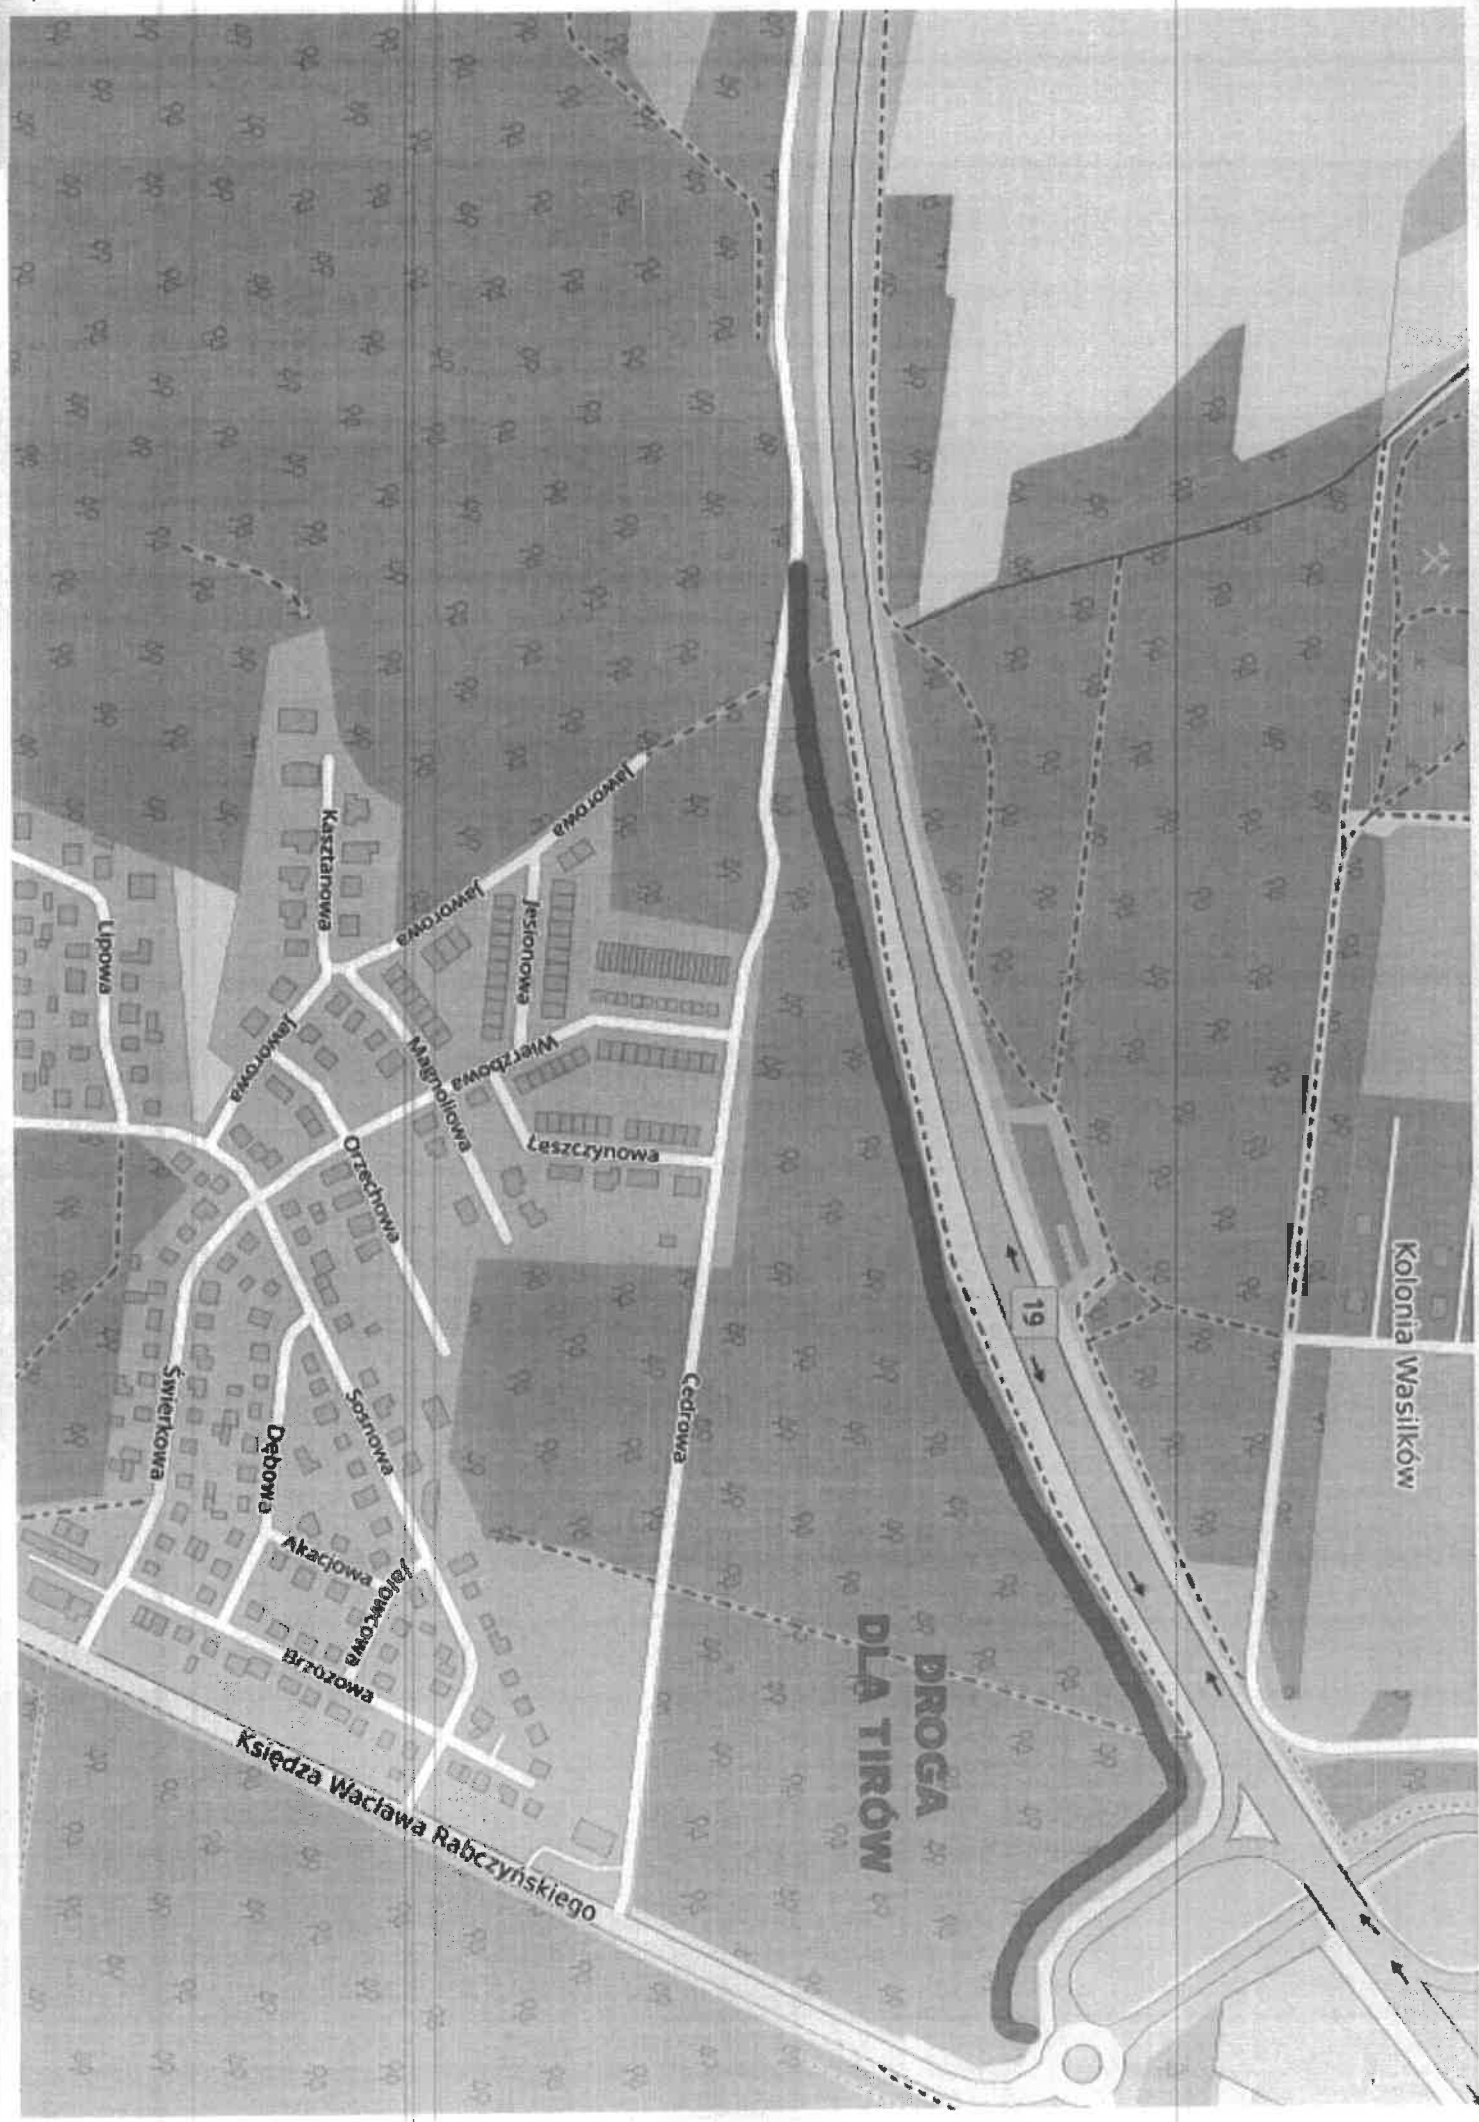 Kolonia Wasilków
19
Jaworowa
Kasztanowa
Jaworowa
Jesionowa
Lipowa
Jaworowa
Magnoliowa
Wierzbowa
Orzechowa
Leszczynowa
Cedrowa
Świerkowa
Sosnowa
Dębowa
Akacjowa
Jałowcowa
Brzozowa
DROGA
DLA TIRÓW
Księdza Wacława Rabczyńskiego